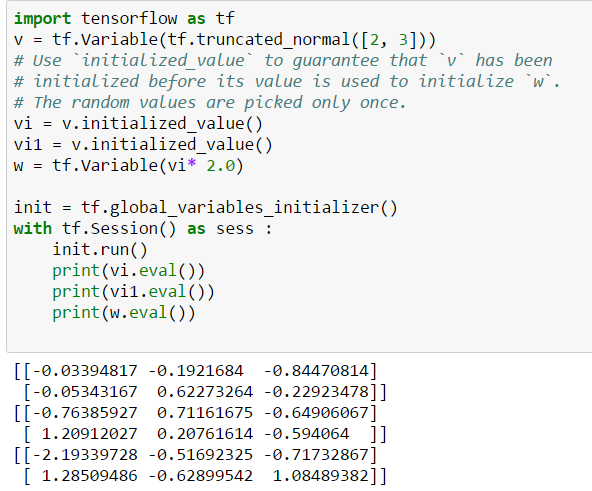 import tensorflow as tf
v = tf.Variable(tf.truncated_normal([2, 3]))
# Use `initialized_value` to guarantee that `v` has been
# initialized before its value is used to initialize `w`.
# The random values are picked only once.
vi = v.initialized_value()
vi1 = v.initialized_value()
w = tf.Variable(vi* 2.0)

init = tf.global_variables_initializer()
with tf.Session() as sess :
    init.run()
    print(vi.eval())
    print(vi1.eval())
    print(w.eval())

[[-0.03394817 -0.1921684  -0.84470814]
 [-0.05343167  0.62273264 -0.22923478]]
[[-0.76385927  0.71161675 -0.64906067]
 [ 1.20912027  0.20761614 -0.594064  ]]
[[-2.19339728 -0.51692325 -0.71732867]
 [ 1.28509486 -0.62899542  1.08489382]]